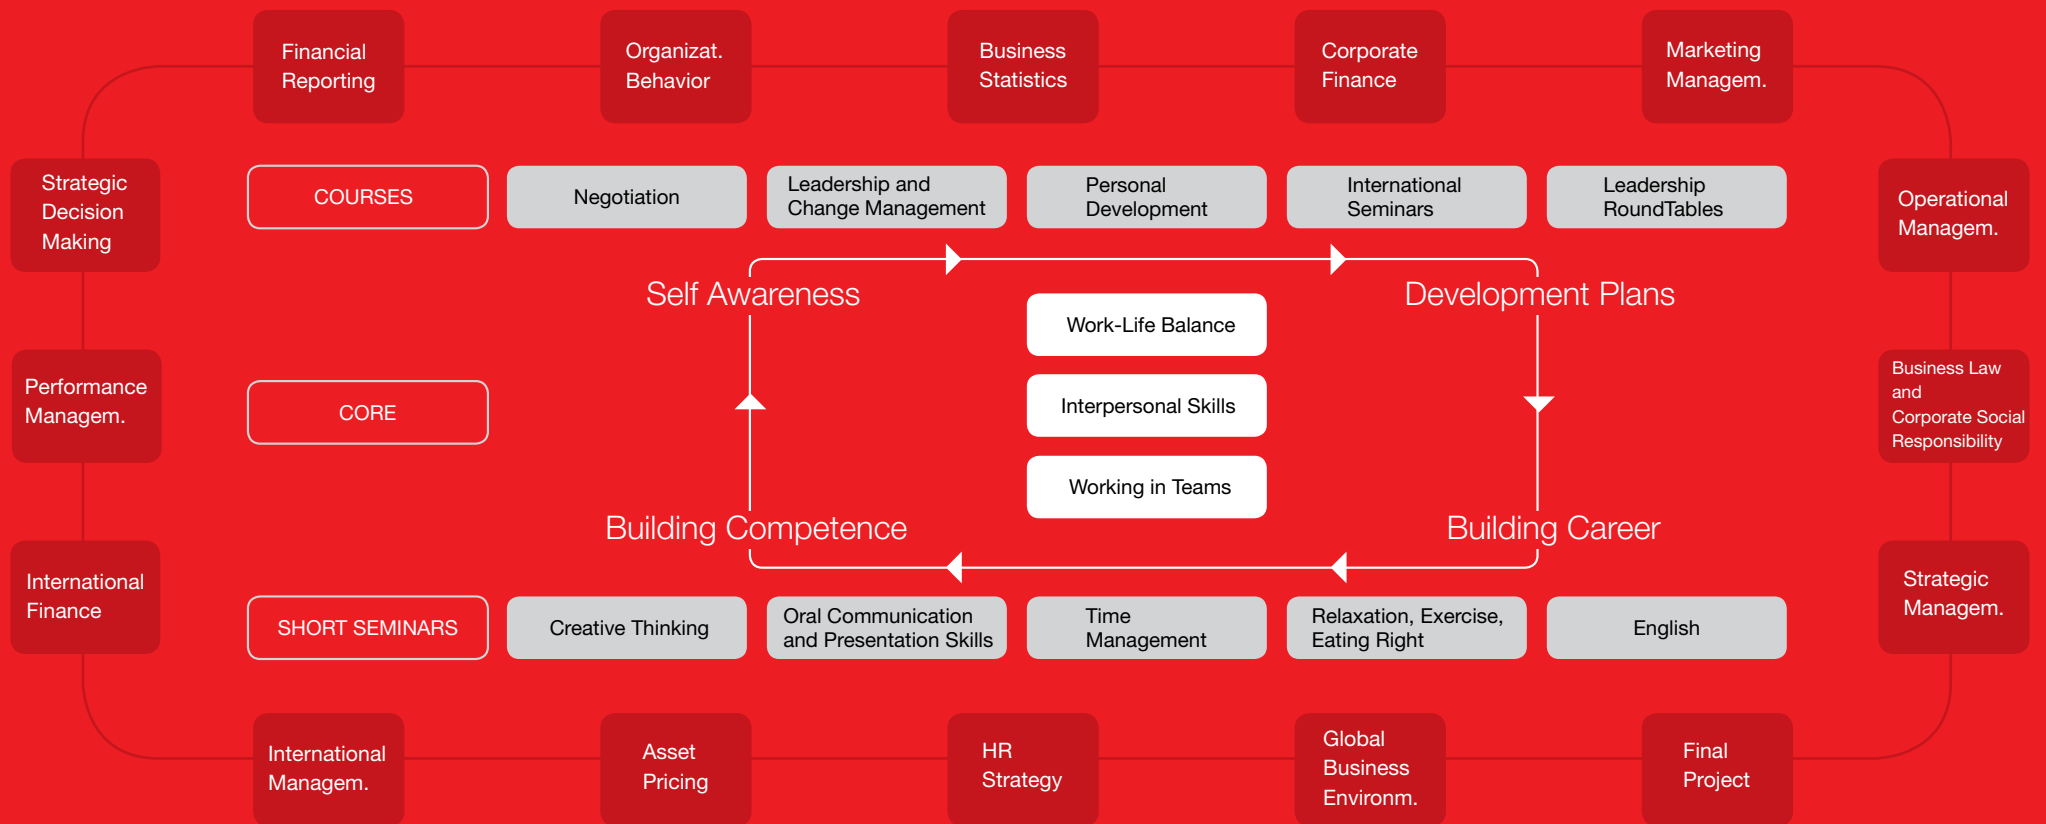 Financial
Reporting
Organizat.
Behavior
Business
Statistics
Corporate
Finance
Marketing
Managem.
Strategic
Decision
Making
COURSES
Negotiation
Leadership and
Change Management
Personal
Development
International
Seminars
Leadership
RoundTables
Operational
Managem.
Self Awareness
Development Plans
Work-Life Balance
Performance
Managem.
CORE
Interpersonal Skills
Business Law
and
Corporate Social
Responsibility
Working in Teams
Building Competence
Building Career
International
Finance
SHORT SEMINARS
Creative Thinking
Oral Communication
and Presentation Skills
Time
Management
Relaxation, Exercise,
Eating Right
English
Strategic
Managem.
International
Managem.
Asset
Pricing
HR
Strategy
Global
Business
Environm.
Final
Project